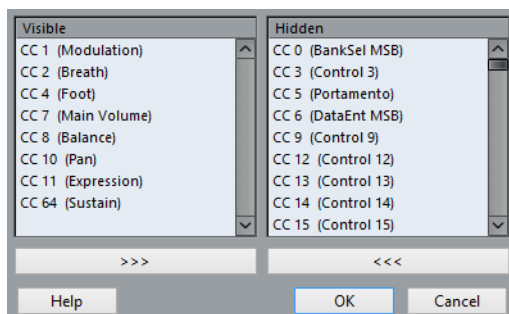 Visible
CC 1 (Modulation)
CC 2 (Breath)
CC 4 (Foot)
CC 7 (Main Volume)
CC 8 (Balance)
CC 10 (Pan)
CC 11 (Expression)
CC 64 (Sustain)
>>>
Hidden
CC 0 (BankSel MSB)
CC 3 (Control 3)
CC 5 (Portamento)
CC 6 (DataEnt MSB)
CC 9 (Control 9)
CC 12 (Control 12)
CC 13 (Control 13)
CC 14 (Control 14)
CC 15 (Control 15)
<<<
Help
OK
Cancel